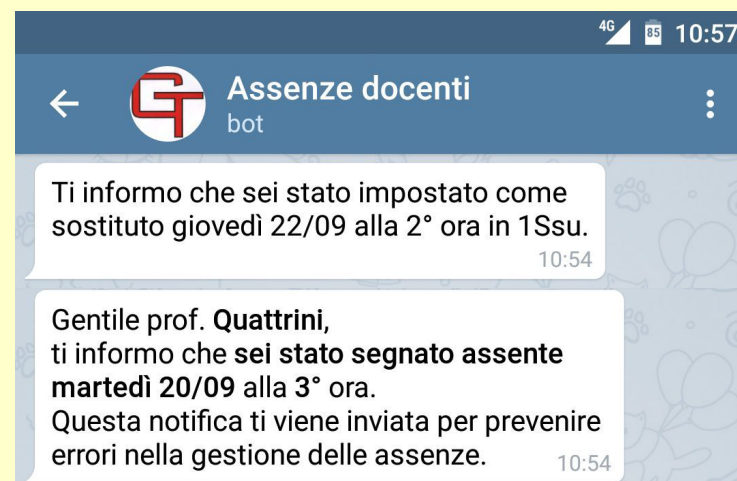 4G 85 10:57
GT Assenze docenti
bot
Ti informo che sei stato impostato come
sostituto giovedì 22/09 alla 2° ora in 1Ssu.
10:54
Gentile prof. Quattrini,
ti informo che sei stato segnato assente
martedì 20/09 alla 3° ora.
Questa notifica ti viene inviata per prevenire
errori nella gestione delle assenze.
10:54